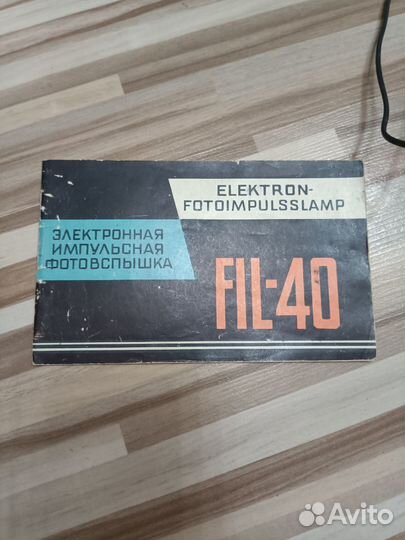 ELEKTRON-
FOTOIMPULSSLAMP
ЭЛЕКТРОННАЯ
ИМПУЛЬСНАЯ
ФОТОВСПЫШКА
FIL-40
Avito